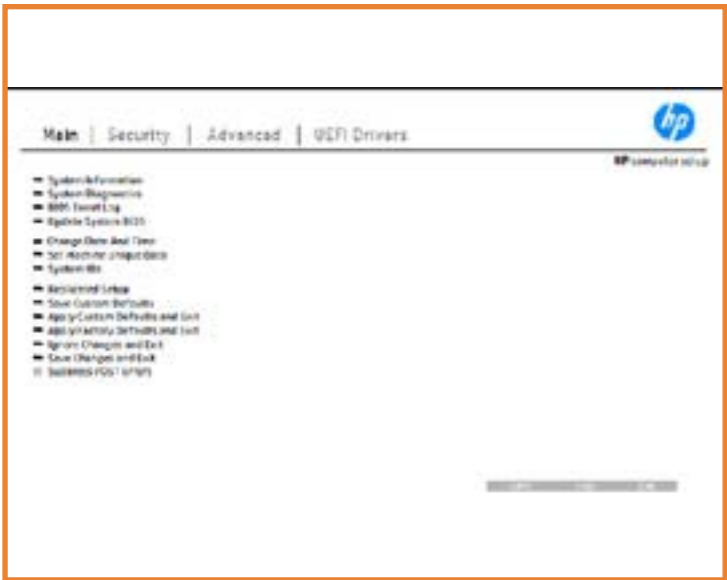 hp
Main | Security | Advanced | UEFI Drivers
HP computer setup
System Information
System Diagnostics
BIOS Event Log
Update System BIOS
Change Date And Time
Set Machine Unique Data
System IDs
Replicated Setup
Save Custom Defaults
Apply Custom Defaults and Exit
Apply Factory Defaults and Exit
Ignore Changes and Exit
Save Changes and Exit
POST